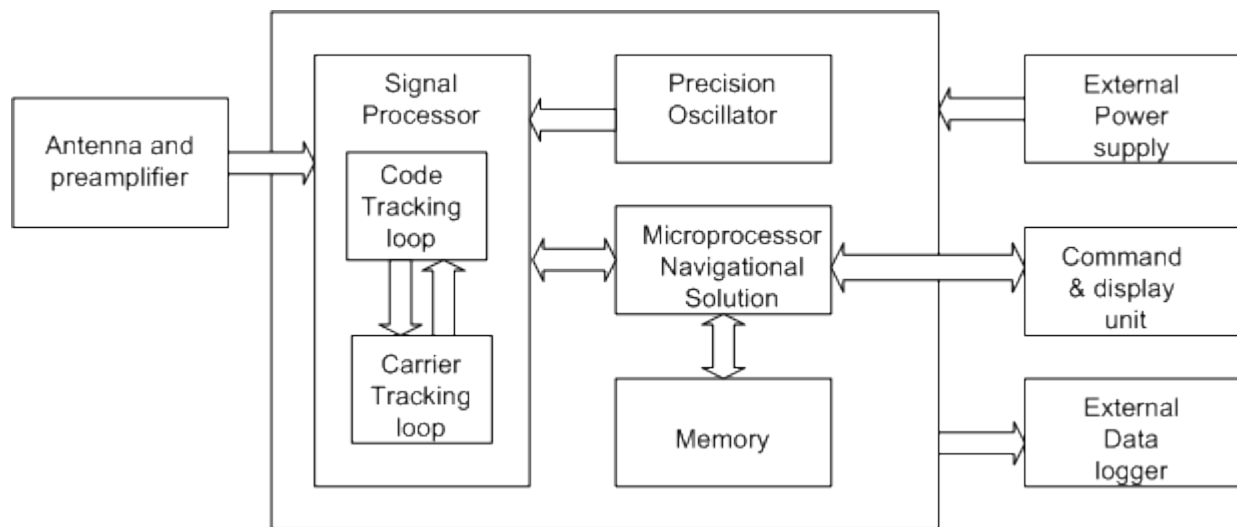 Antenna and
preamplifier
Signal
Processor
Code
Tracking
loop
Carrier
Tracking
loop
Precision
Oscillator
Microprocessor
Navigational
Solution
Memory
External
Power
supply
Command
& display
unit
External
Data
logger